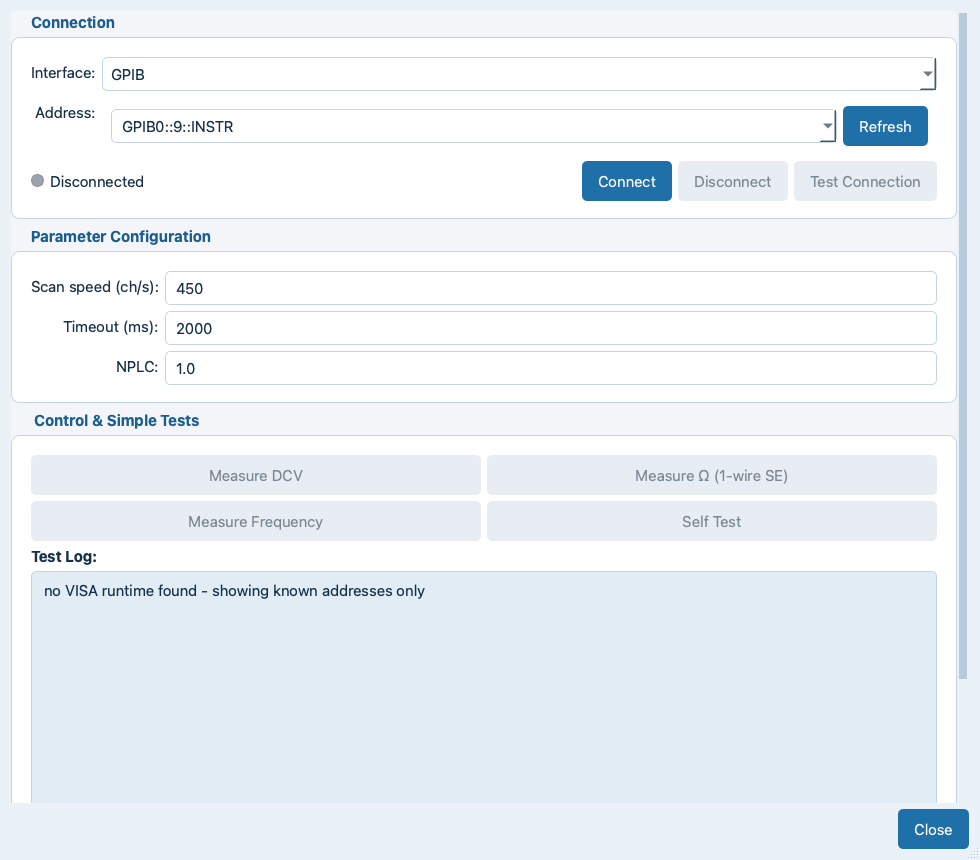 Connection
Interface: GPIB
Address: GPIB0::9::INSTR Refresh
Disconnected Connect Disconnect Test Connection
Parameter Configuration
Scan speed (ch/s): 450
Timeout (ms): 2000
NPLC: 1.0
Control & Simple Tests
Measure DCV Measure Ω (1-wire SE)
Measure Frequency Self Test
Test Log:
no VISA runtime found - showing known addresses only
Close